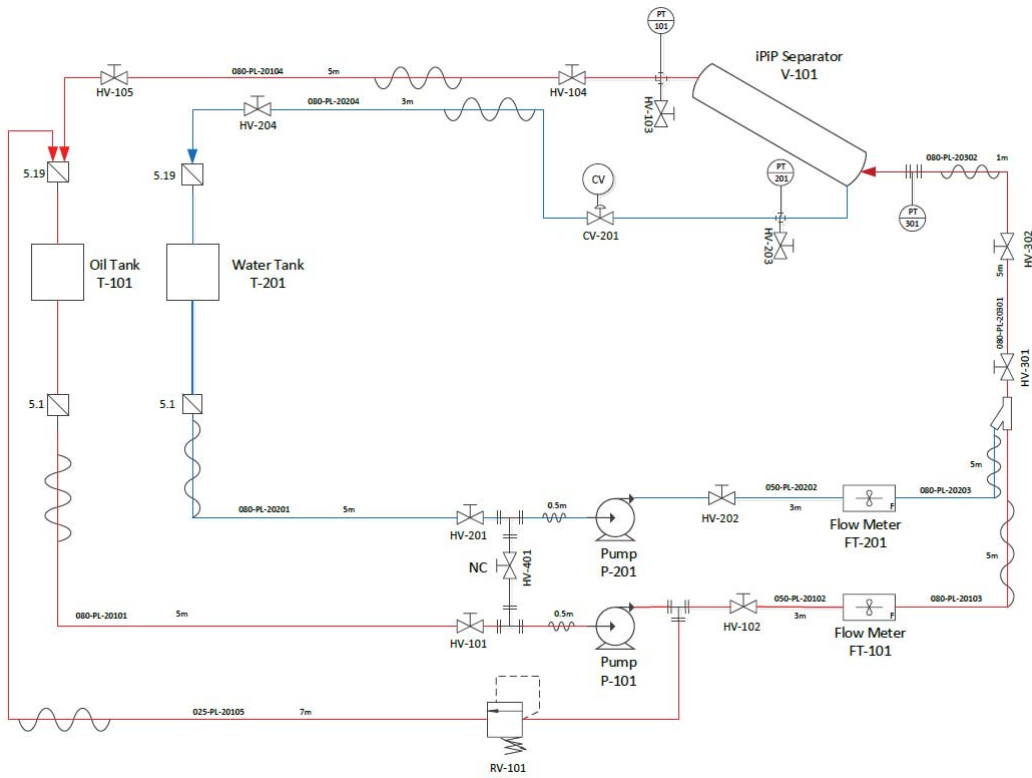 PT
101
iPiP Separator
V-101
080-PL-20104 5m
HV-105
HV-104
HV-103
080-PL-20204 3m
HV-204
PT
201
080-PL-20302 1m
5.19
5.19
CV
CV-201
HV-203
PT
301
HV-302
5m
Oil Tank
T-101
Water Tank
T-201
080-PL-20301
HV-301
5.1
5.1
5m
080-PL-20201 5m
HV-201
0.5m
Pump
P-201
HV-202
050-PL-20202
3m
F
Flow Meter
FT-201
080-PL-20203
NC
HV-401
5m
080-PL-20101 5m
HV-101
0.5m
Pump
P-101
HV-102
050-PL-20102
3m
F
Flow Meter
FT-101
080-PL-20103
025-PL-20105 7m
RV-101